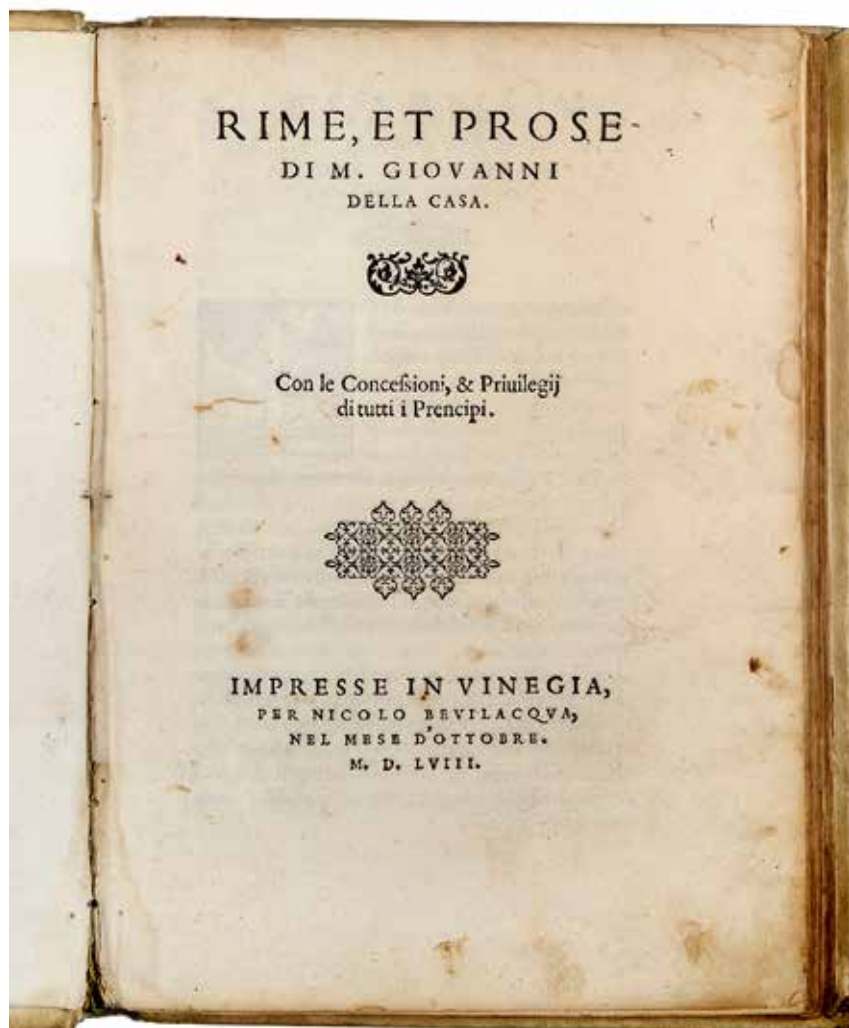 RIME, ET PROSE
DI M. GIOVANNI
DELLA CASA.
Con le Conceſsioni, & Priuilegij
di tutti i Prencipi.
IMPRESSE IN VINEGIA,
PER NICOLO BEVILACQVA,
NEL MESE D'OTTOBRE.
M. D. LVIII.